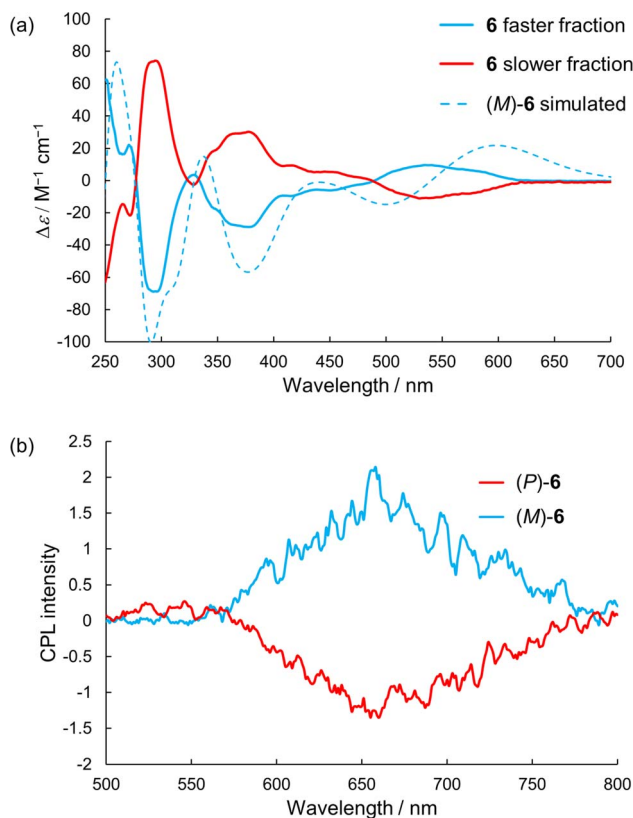 (a)
100
80
60
40
20
0
-20
-40
-60
-80
-100
Δε / M⁻¹ cm⁻¹
6 faster fraction
6 slower fraction
(M)-6 simulated
250 300 350 400 450 500 550 600 650 700
Wavelength / nm
(b)
2.5
2
1.5
1
0.5
0
-0.5
-1
-1.5
-2
CPL intensity
(P)-6
(M)-6
500 550 600 650 700 750 800
Wavelength / nm